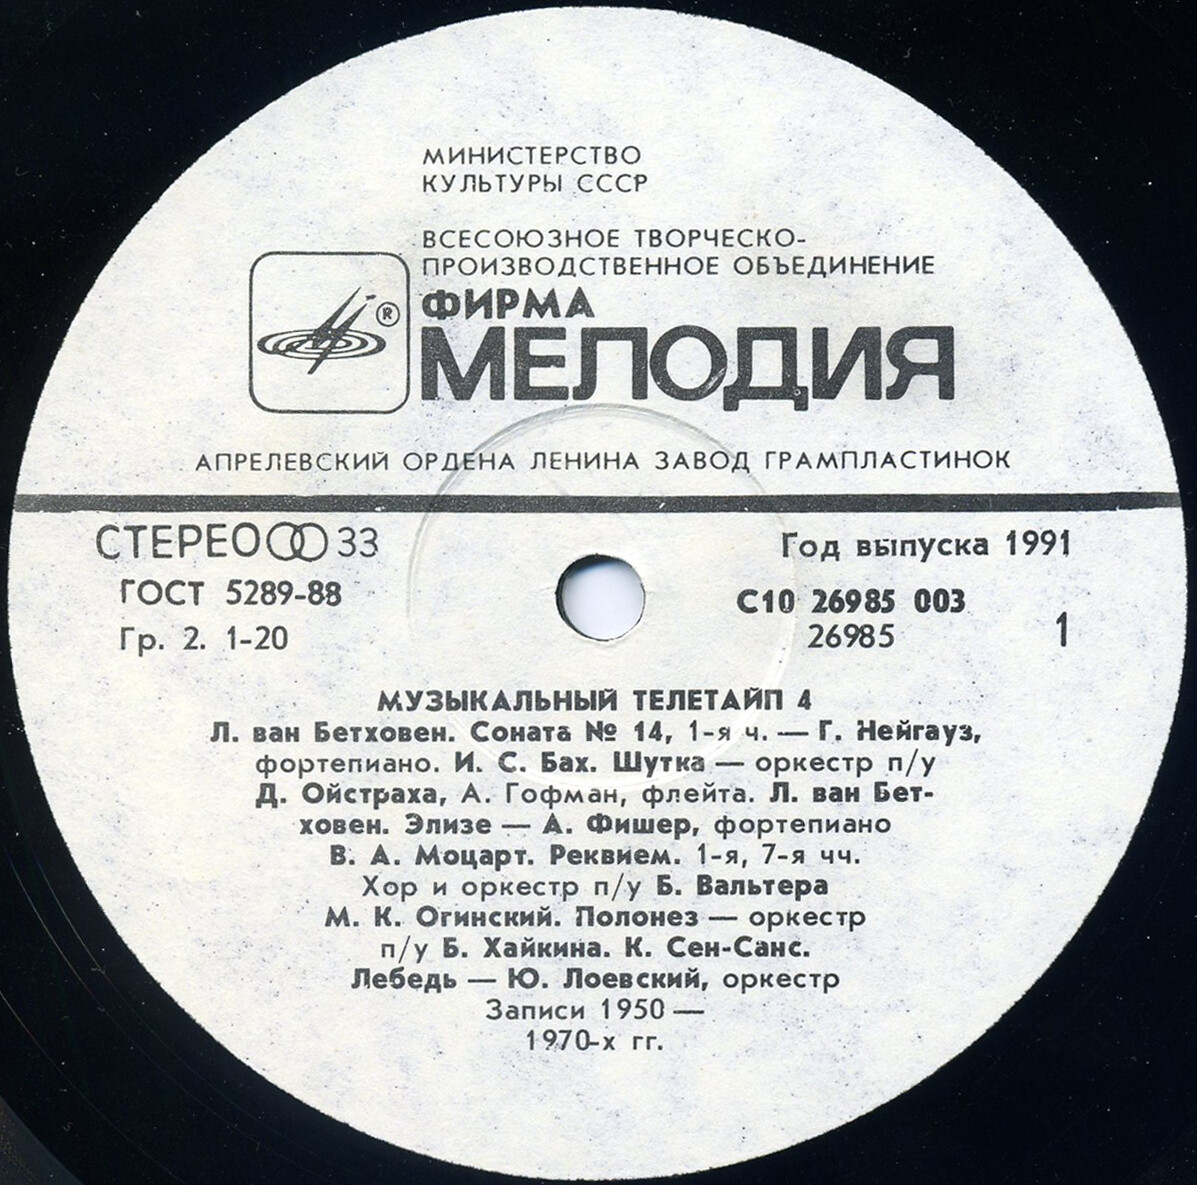 МИНИСТЕРСТВО
КУЛЬТУРЫ СССР
ВСЕСОЮЗНОЕ ТВОРЧЕСКО-
ПРОИЗВОДСТВЕННОЕ ОБЪЕДИНЕНИЕ
ФИРМА
®
МЕЛОДИЯ
АПРЕЛЕВСКИЙ ОРДЕНА ЛЕНИНА ЗАВОД ГРАМПЛАСТИНОК
СТЕРЕО 33
Год выпуска 1991
ГОСТ 5289-88
С10 26985 003
Гр. 2. 1-20
26985
1
МУЗЫКАЛЬНЫЙ ТЕЛЕТАЙП 4
Л. ван Бетховен. Соната № 14, 1-я ч. — Г. Нейгауз,
фортепиано. И. С. Бах. Шутка — оркестр п/у
Д. Ойстраха, А. Гофман, флейта. Л. ван Бет-
ховен. Элизе — А. Фишер, фортепиано
В. А. Моцарт. Реквием. 1-я, 7-я чч.
Хор и оркестр п/у Б. Вальтера
М. К. Огинский. Полонез — оркестр
п/у Б. Хайкина. К. Сен-Санс.
Лебедь — Ю. Лоевский, оркестр
Записи 1950 —
1970-х гг.